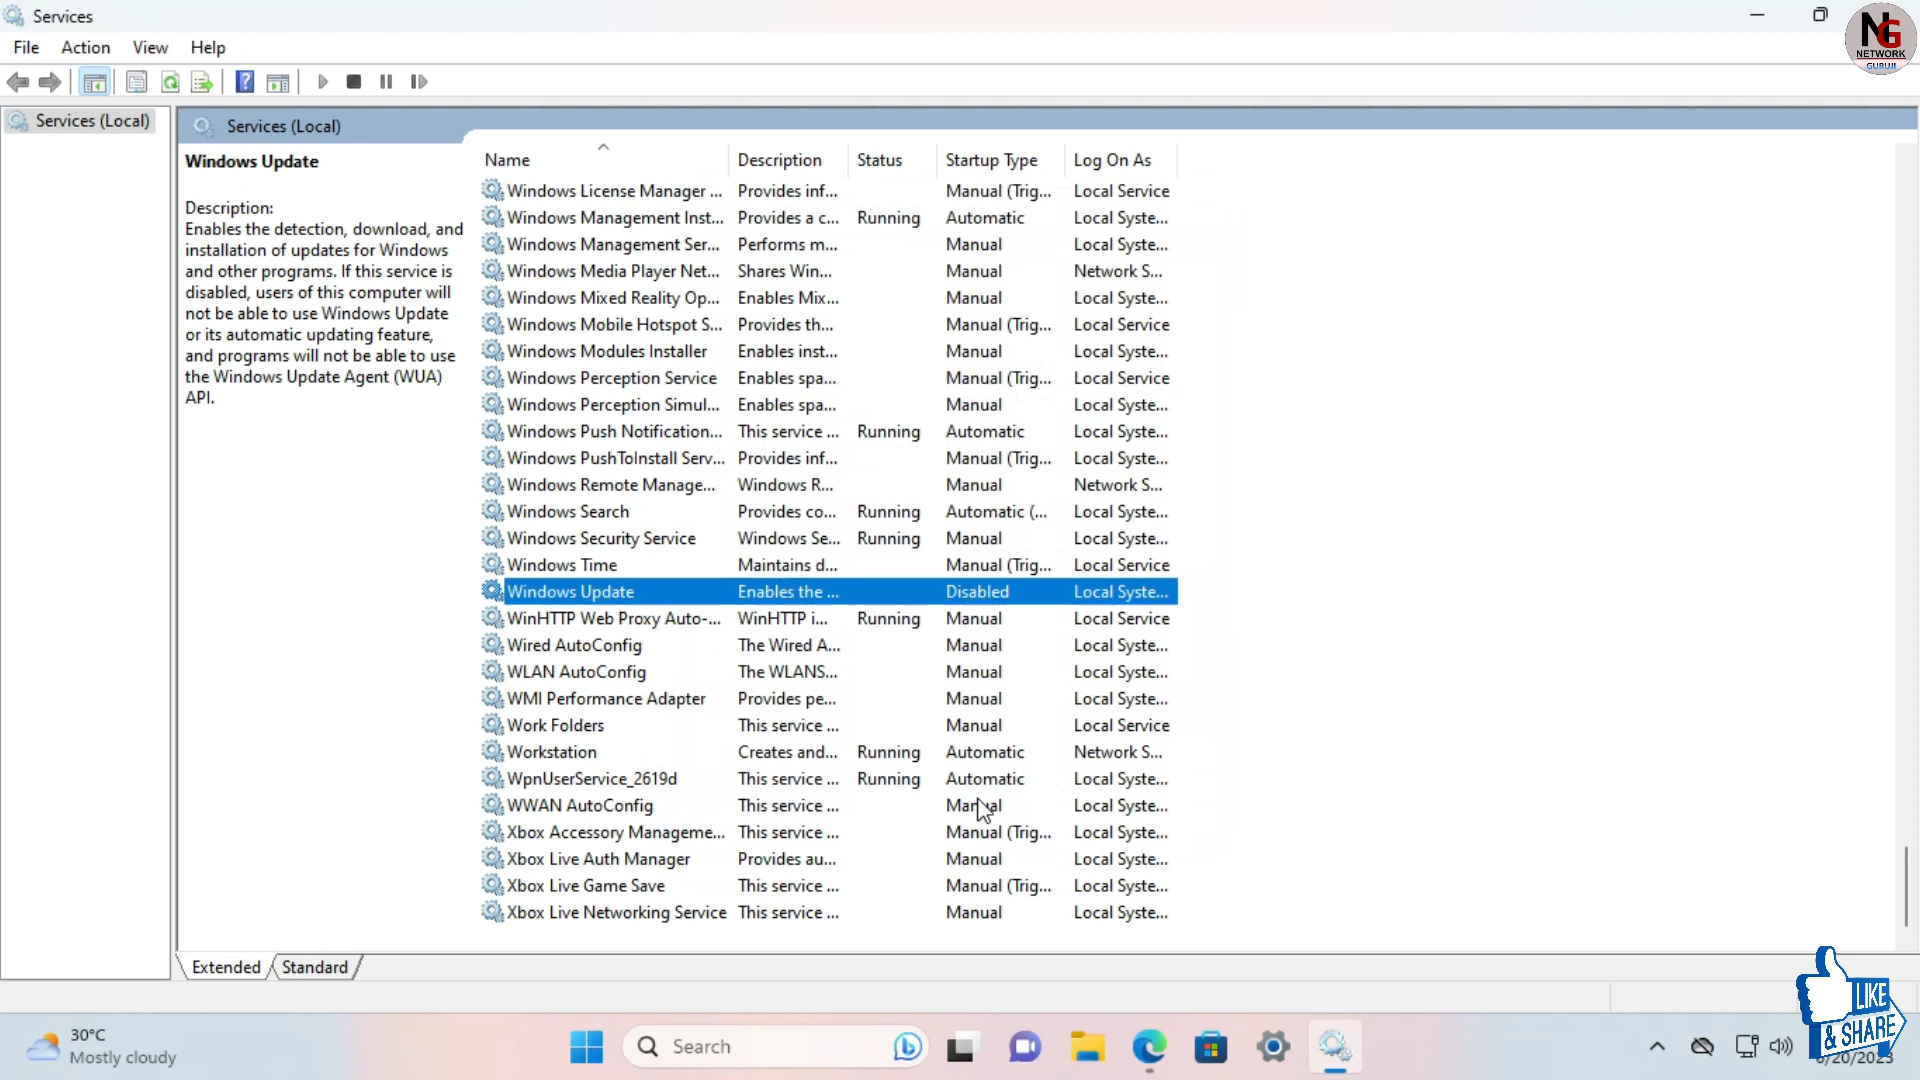 Services
File Action View Help
NG
NETWORK
GURUJI
Services (Local)
Services (Local)
Windows Update
Description:
Enables the detection, download, and
installation of updates for Windows
and other programs. If this service is
disabled, users of this computer will
not be able to use Windows Update
or its automatic updating feature,
and programs will not be able to use
the Windows Update Agent (WUA)
API.
Name Description Status Startup Type Log On As
Windows License Manager ... Provides inf... Manual (Trig... Local Service
Windows Management Inst... Provides a c... Running Automatic Local Syste...
Windows Management Ser... Performs m... Manual Local Syste...
Windows Media Player Net... Shares Win... Manual Network S...
Windows Mixed Reality Op... Enables Mix... Manual Local Syste...
Windows Mobile Hotspot S... Provides th... Manual (Trig... Local Service
Windows Modules Installer Enables inst... Manual Local Syste...
Windows Perception Service Enables spa... Manual (Trig... Local Service
Windows Perception Simul... Enables spa... Manual Local Syste...
Windows Push Notification... This service ... Running Automatic Local Syste...
Windows PushToInstall Serv... Provides inf... Manual (Trig... Local Syste...
Windows Remote Manage... Windows R... Manual Network S...
Windows Search Provides co... Running Automatic (... Local Syste...
Windows Security Service Windows Se... Running Manual Local Syste...
Windows Time Maintains d... Manual (Trig... Local Service
Windows Update Enables the ... Disabled Local Syste...
WinHTTP Web Proxy Auto-... WinHTTP i... Running Manual Local Service
Wired AutoConfig The Wired A... Manual Local Syste...
WLAN AutoConfig The WLANS... Manual Local Syste...
WMI Performance Adapter Provides pe... Manual Local Syste...
Work Folders This service ... Manual Local Service
Workstation Creates and... Running Automatic Network S...
WpnUserService_2619d This service ... Running Automatic Local Syste...
WWAN AutoConfig This service ... Manual Local Syste...
Xbox Accessory Manageme... This service ... Manual (Trig... Local Syste...
Xbox Live Auth Manager Provides au... Manual Local Syste...
Xbox Live Game Save This service ... Manual (Trig... Local Syste...
Xbox Live Networking Service This service ... Manual Local Syste...
Extended Standard
LIKE
& SHARE
30°C
Mostly cloudy
Search
6/20/2023